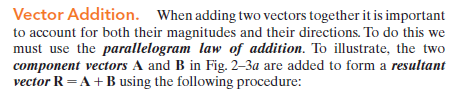 Vector Addition. When adding two vectors together it is important
to account for both their magnitudes and their directions. To do this we
must use the parallelogram law of addition. To illustrate, the two
component vectors A and B in Fig. 2–3a are added to form a resultant
vector R = A + B using the following procedure: